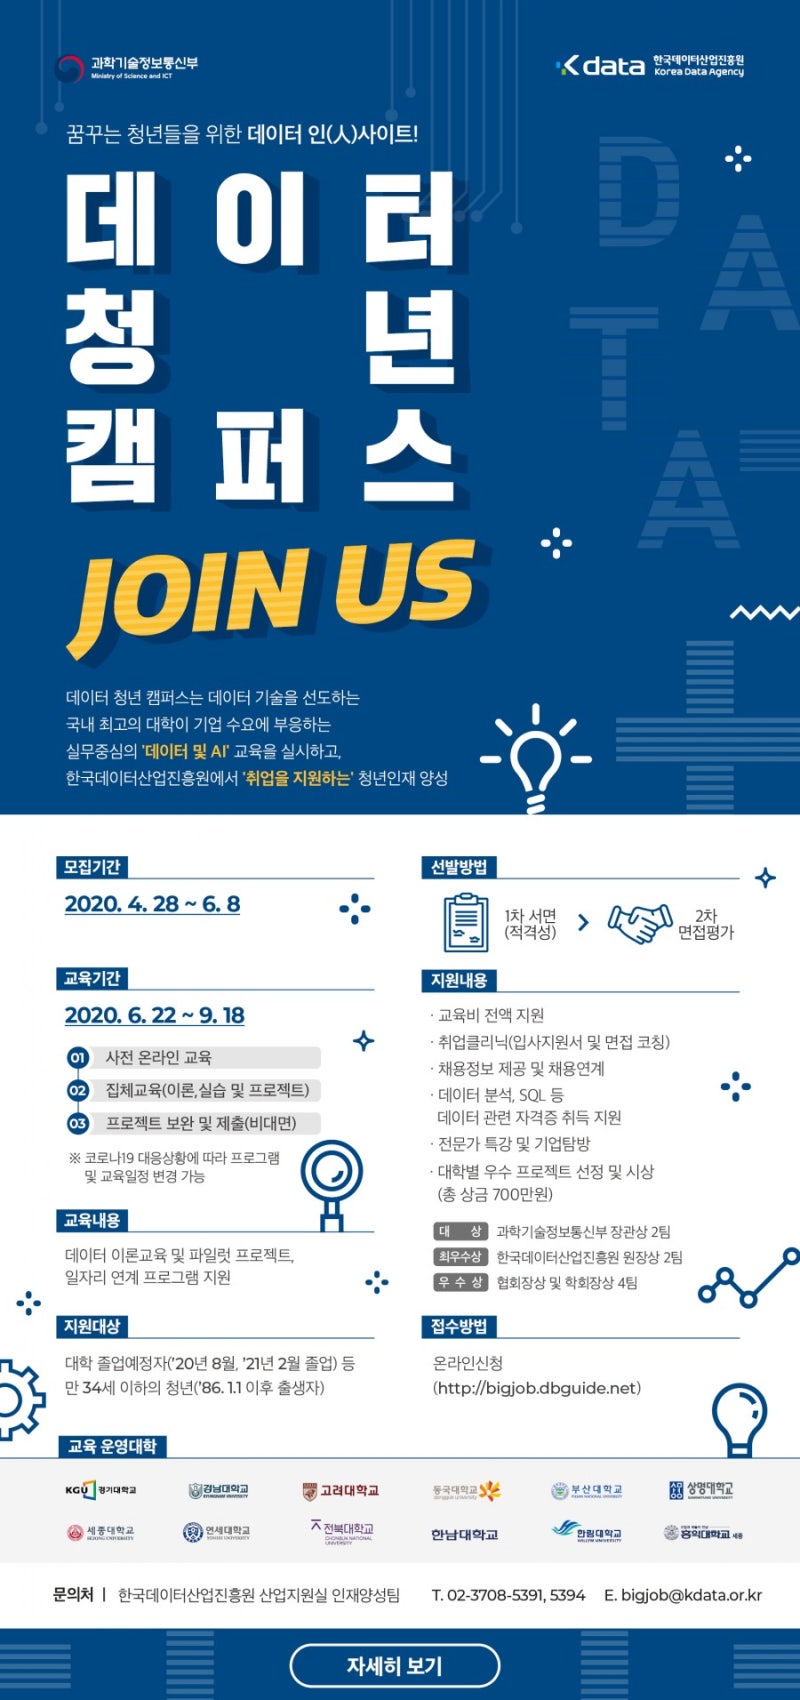 과학기술정보통신부
Ministry of Science and ICT
Kdata 한국데이터산업진흥원
Korea Data Agency
꿈꾸는 청년들을 위한 데이터 인(人)사이트!
데이터
청년
캠퍼스
JOIN US
DATA
데이터 청년 캠퍼스는 데이터 기술을 선도하는
국내 최고의 대학이 기업 수요에 부응하는
실무중심의 '데이터 및 AI' 교육을 실시하고,
한국데이터산업진흥원에서 '취업을 지원하는' 청년인재 양성
모집기간
2020. 4. 28 ~ 6. 8
교육기간
2020. 6. 22 ~ 9. 18
01 사전 온라인 교육
02 집체교육(이론,실습 및 프로젝트)
03 프로젝트 보완 및 제출(비대면)
※ 코로나19 대응상황에 따라 프로그램
및 교육일정 변경 가능
교육내용
데이터 이론교육 및 파일럿 프로젝트,
일자리 연계 프로그램 지원
지원대상
대학 졸업예정자('20년 8월, '21년 2월 졸업) 등
만 34세 이하의 청년('86. 1.1 이후 출생자)
선발방법
1차 서면
(적격성)
2차
면접평가
지원내용
· 교육비 전액 지원
· 취업클리닉(입사지원서 및 면접 코칭)
· 채용정보 제공 및 채용연계
· 데이터 분석, SQL 등
데이터 관련 자격증 취득 지원
· 전문가 특강 및 기업탐방
· 대학별 우수 프로젝트 선정 및 시상
(총 상금 700만원)
대 상 과학기술정보통신부 장관상 2팀
최우수상 한국데이터산업진흥원 원장상 2팀
우 수 상 협회장상 및 학회장상 4팀
접수방법
온라인신청
(http://bigjob.dbguide.net)
교육 운영대학
KGU 경기대학교
경남대학교
KYUNGNAM UNIVERSITY
고려대학교
동국대학교
dongguk university
부산대학교
PUSAN NATIONAL UNIVERSITY
상명대학교
SANGMYUNG UNIVERSITY
세종대학교
SEJONG UNIVERSITY
연세대학교
YONSEI UNIVERSITY
전북대학교
CHONBUK NATIONAL
UNIVERSITY
한남대학교
한림대학교
HALLYM UNIVERSITY
홍익대학교 세종
문의처 | 한국데이터산업진흥원 산업지원실 인재양성팀 T. 02-3708-5391, 5394 E. bigjob@kdata.or.kr
자세히 보기